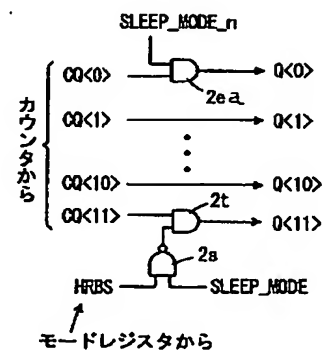 SLEEP_MODE_n
CQ<0>
Q<0>
2ea
カウンタから
CQ<1>
Q<1>
CQ<10>
Q<10>
2t
CQ<11>
Q<11>
2s
HRBS
SLEEP_MODE
モードレジスタから